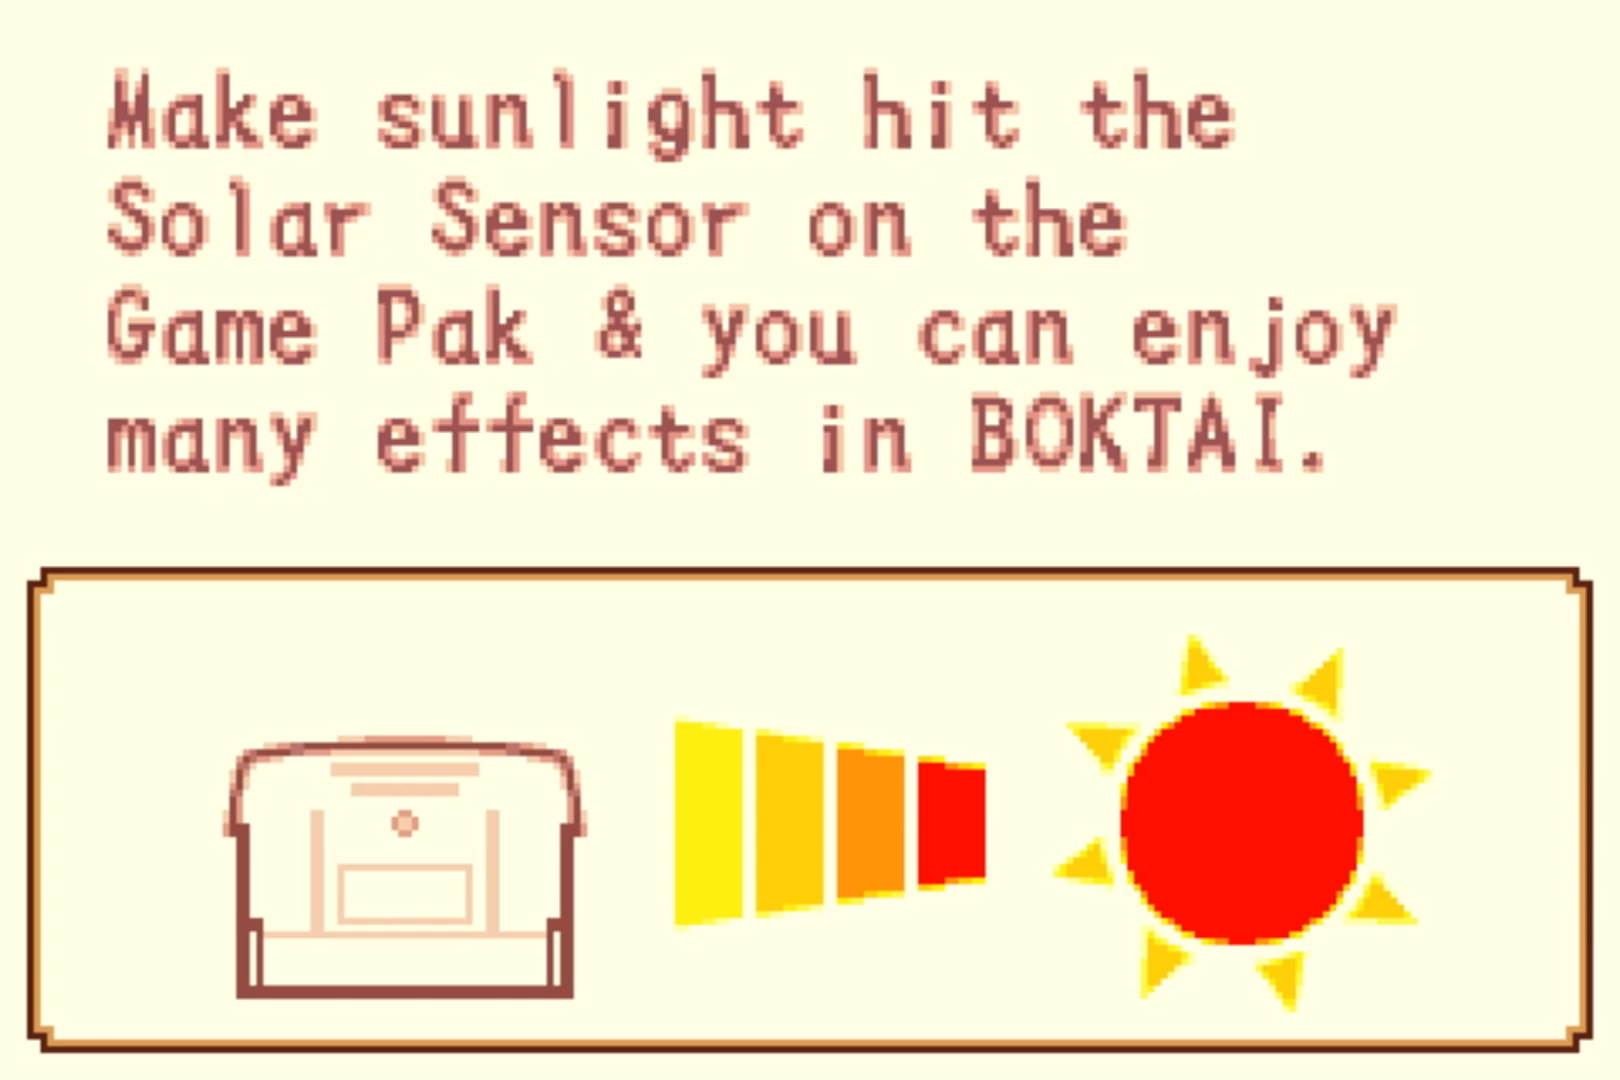 Make sunlight hit the
Solar Sensor on the
Game Pak & you can enjoy
many effects in BOKTAI.